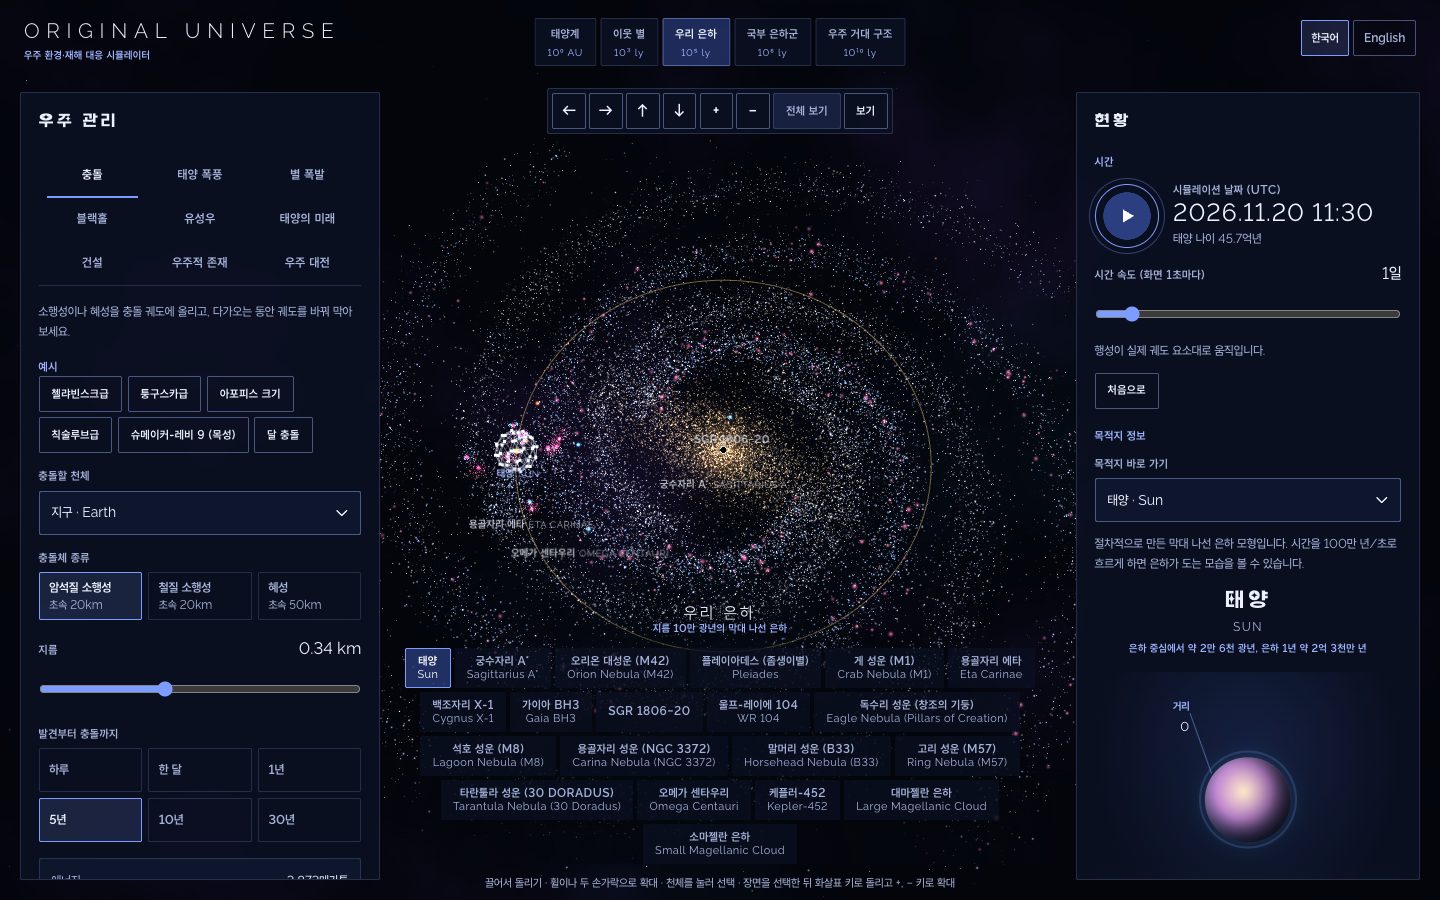 ORIGINAL UNIVERSE
우주 환경·재해 대응 시뮬레이터
태양계
10⁰ AU
이웃 별
10³ ly
우리 은하
10⁵ ly
국부 은하군
10⁶ ly
우주 거대 구조
10¹⁰ ly
한국어
English
← → ↑ ↓ + − 전체 보기 보기
우주 관리
충돌 태양 폭풍 별 폭발
블랙홀 유성우 태양의 미래
건설 우주적 존재 우주 대전
소행성이나 혜성을 충돌 궤도에 올리고, 다가오는 동안 궤도를 바꿔 막아
보세요.
예시
첼랴빈스크급 퉁구스카급 아포피스 크기
칙술루브급 슈메이커-레비 9 (목성) 달 충돌
충돌할 천체
지구 · Earth
충돌체 종류
암석질 소행성
초속 20km
철질 소행성
초속 20km
혜성
초속 50km
지름 0.34 km
발견부터 충돌까지
하루 한 달 1년
5년 10년 30년
SGR 1806-20
궁수자리 A*
용골자리 에타 ETA CARINAE
오메가 센타우리 OMEGA CENTAURI
우리 은하
지름 10만 광년의 막대 나선 은하
태양
Sun
궁수자리 A*
Sagittarius A*
오리온 대성운 (M42)
Orion Nebula (M42)
플레이아데스 (좀생이별)
Pleiades
게 성운 (M1)
Crab Nebula (M1)
용골자리 에타
Eta Carinae
백조자리 X-1
Cygnus X-1
가이아 BH3
Gaia BH3
SGR 1806-20
울프-레이에 104
WR 104
독수리 성운 (창조의 기둥)
Eagle Nebula (Pillars of Creation)
석호 성운 (M8)
Lagoon Nebula (M8)
용골자리 성운 (NGC 3372)
Carina Nebula (NGC 3372)
말머리 성운 (B33)
Horsehead Nebula (B33)
고리 성운 (M57)
Ring Nebula (M57)
타란툴라 성운 (30 DORADUS)
Tarantula Nebula (30 Doradus)
오메가 센타우리
Omega Centauri
케플러-452
Kepler-452
대마젤란 은하
Large Magellanic Cloud
소마젤란 은하
Small Magellanic Cloud
끌어서 돌리기 · 휠이나 두 손가락으로 확대 · 천체를 눌러 선택 · 장면을 선택한 뒤 화살표 키로 돌리고 +, − 키로 확대
현황
시간
시뮬레이션 날짜 (UTC)
2026.11.20 11:30
태양 나이 45.7억년
시간 속도 (화면 1초마다) 1일
행성이 실제 궤도 요소대로 움직입니다.
처음으로
목적지 정보
목적지 바로 가기
태양 · Sun
절차적으로 만든 막대 나선 은하 모형입니다. 시간을 100만 년/초로
흐르게 하면 은하가 도는 모습을 볼 수 있습니다.
태양
SUN
은하 중심에서 약 2만 6천 광년, 은하 1년 약 2억 3천만 년
거리
0